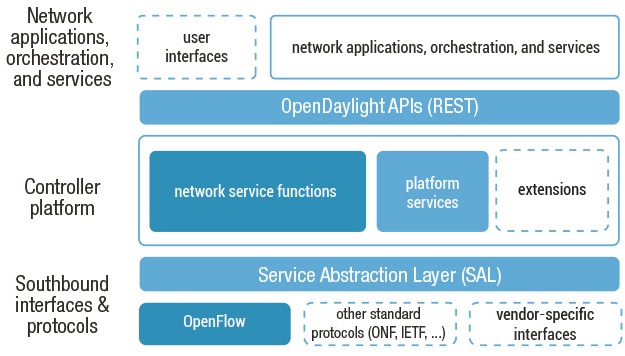 Network
applications,
orchestration,
and services
user
interfaces
network applications, orchestration, and services
OpenDaylight APIs (REST)
Controller
platform
network service functions
platform
services
extensions
Southbound
interfaces &
protocols
Service Abstraction Layer (SAL)
OpenFlow
other standard
protocols (ONF, IETF, ...)
vendor-specific
interfaces